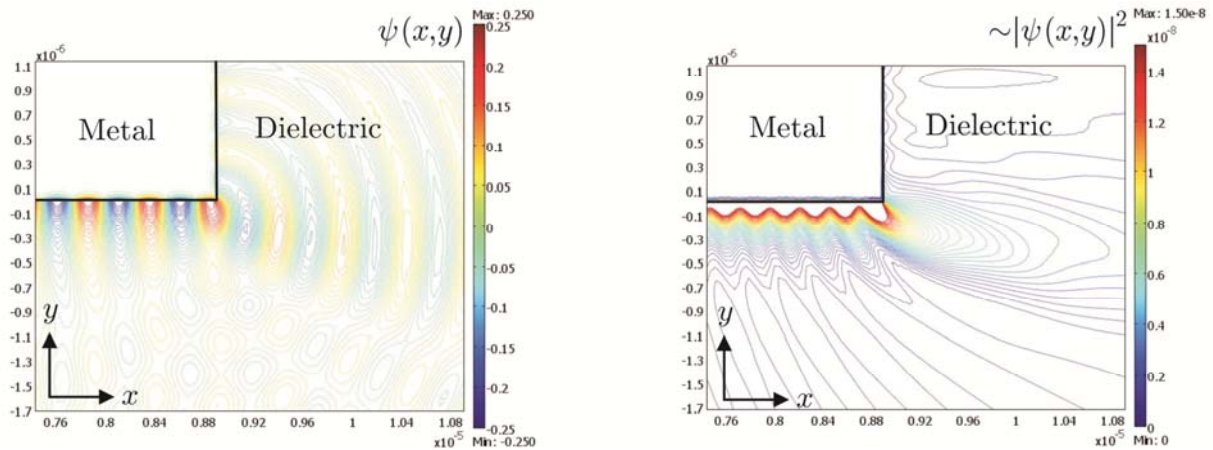 ψ(x,y)
Max: 0.250
0.25
0.20
0.15
0.10
0.05
0
-0.05
-0.10
-0.15
-0.20
-0.25
Min: -0.250
x10⁻⁶
1.1
0.9
0.7
0.5
0.3
0.1
-0.1
-0.3
-0.5
-0.7
-0.9
-1.1
-1.3
-1.5
-1.7
Metal
Dielectric
y
x
0.76 0.8 0.84 0.88 0.92 0.96 1 1.04 1.08
x10⁻⁵
~|ψ(x,y)|²
Max: 1.50e-8
x10⁻⁸
1.4
1.2
1
0.8
0.6
0.4
0.2
0
Min: 0
x10⁻⁶
1.1
0.9
0.7
0.5
0.3
0.1
-0.1
-0.3
-0.5
-0.7
-0.9
-1.1
-1.3
-1.5
-1.7
Metal
Dielectric
y
x
0.76 0.8 0.84 0.88 0.92 0.96 1 1.04 1.08
x10⁻⁵